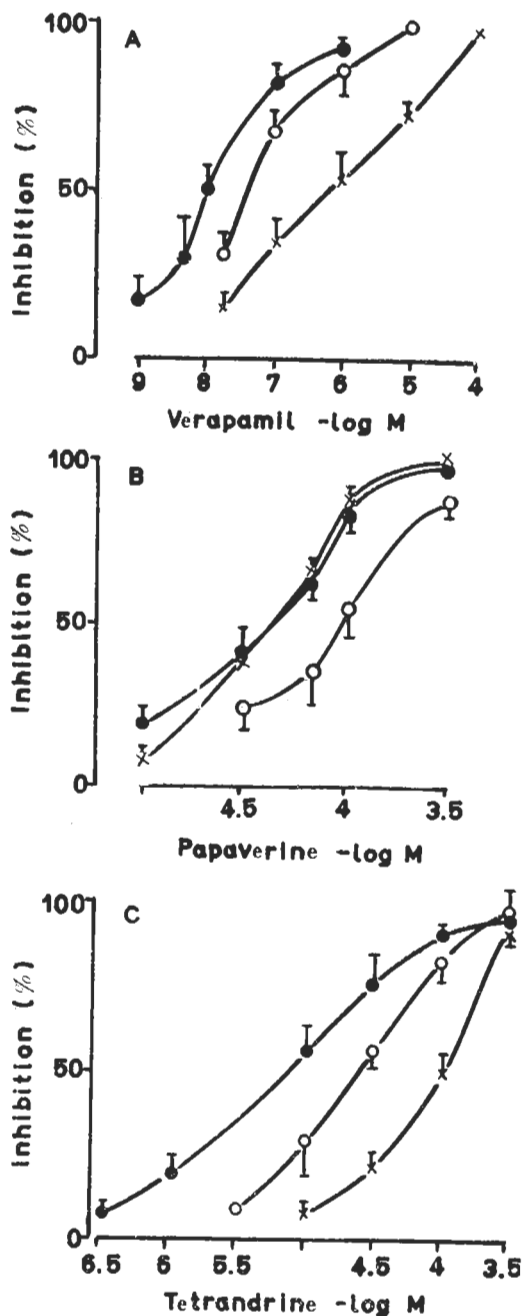 A
100
50
0
Inhibition (%)
9 8 7 6 5 4
Verapamil -log M
B
100
50
0
Inhibition (%)
4.5 4 3.5
Papaverine -log M
C
100
50
0
Inhibition (%)
6.5 6 5.5 4.5 4 3.5
Tetrandrine -log M